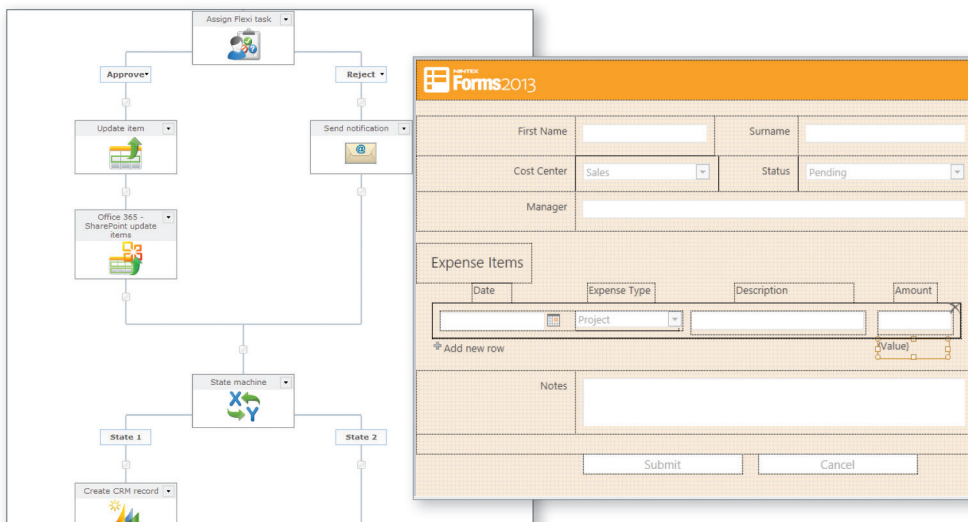 Assign Flexi task
Approve
Reject
Update item
Send notification
@
Office 365 -
SharePoint update
items
State machine
X
Y
State 1
State 2
Create CRM record
NINTEX
Forms2013
First Name
Surname
Cost Center
Sales
Status
Pending
Manager
Expense Items
Date
Expense Type
Description
Amount
Project
Add new row
Value)
Notes
Submit
Cancel